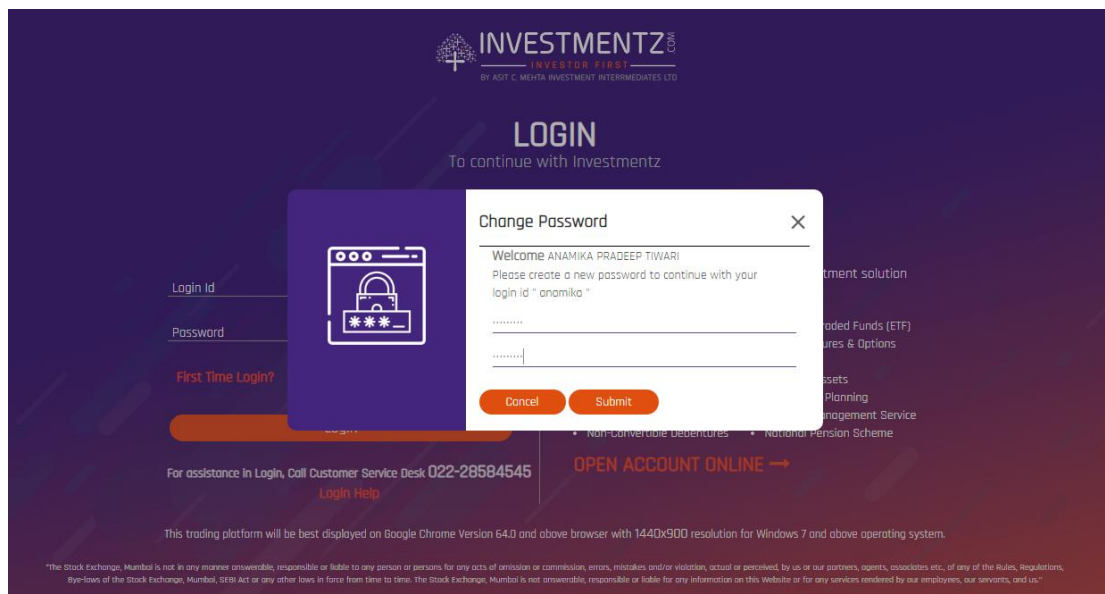 INVESTMENTZ.COM
INVESTOR FIRST
BY ASIT C. MEHTA INVESTMENT INTERRMEDIATES LTD
LOGIN
To continue with Investmentz
Change Password
Welcome ANAMIKA PRADEEP TIWARI
Please create a new password to continue with your
login id " anamika "
.........
.........
Cancel Submit
***_
Login Id
Password
First Time Login?
tment solution
raded Funds (ETF)
ures & Options
ssets
Planning
anagement Service
• Non-Convertible Debentures • National Pension Scheme
OPEN ACCOUNT ONLINE →
For assistance in Login, Call Customer Service Desk 022-28584545
Login Help
This trading platform will be best displayed on Google Chrome Version 64.0 and above browser with 1440x900 resolution for Windows 7 and above operating system.
"The Stock Exchange, Mumbai is not in any manner answerable, responsible or liable to any person or persons for any acts of omission or commission, errors, mistakes and/or violation, actual or perceived, by us or our partners, agents, associates etc., of any of the Rules, Regulations,
Bye-laws of the Stock Exchange, Mumbai, SEBI Act or any other laws in force from time to time. The Stock Exchange, Mumbai is not answerable, responsible or liable for any information on this Website or for any services rendered by our employees, our servants, and us."